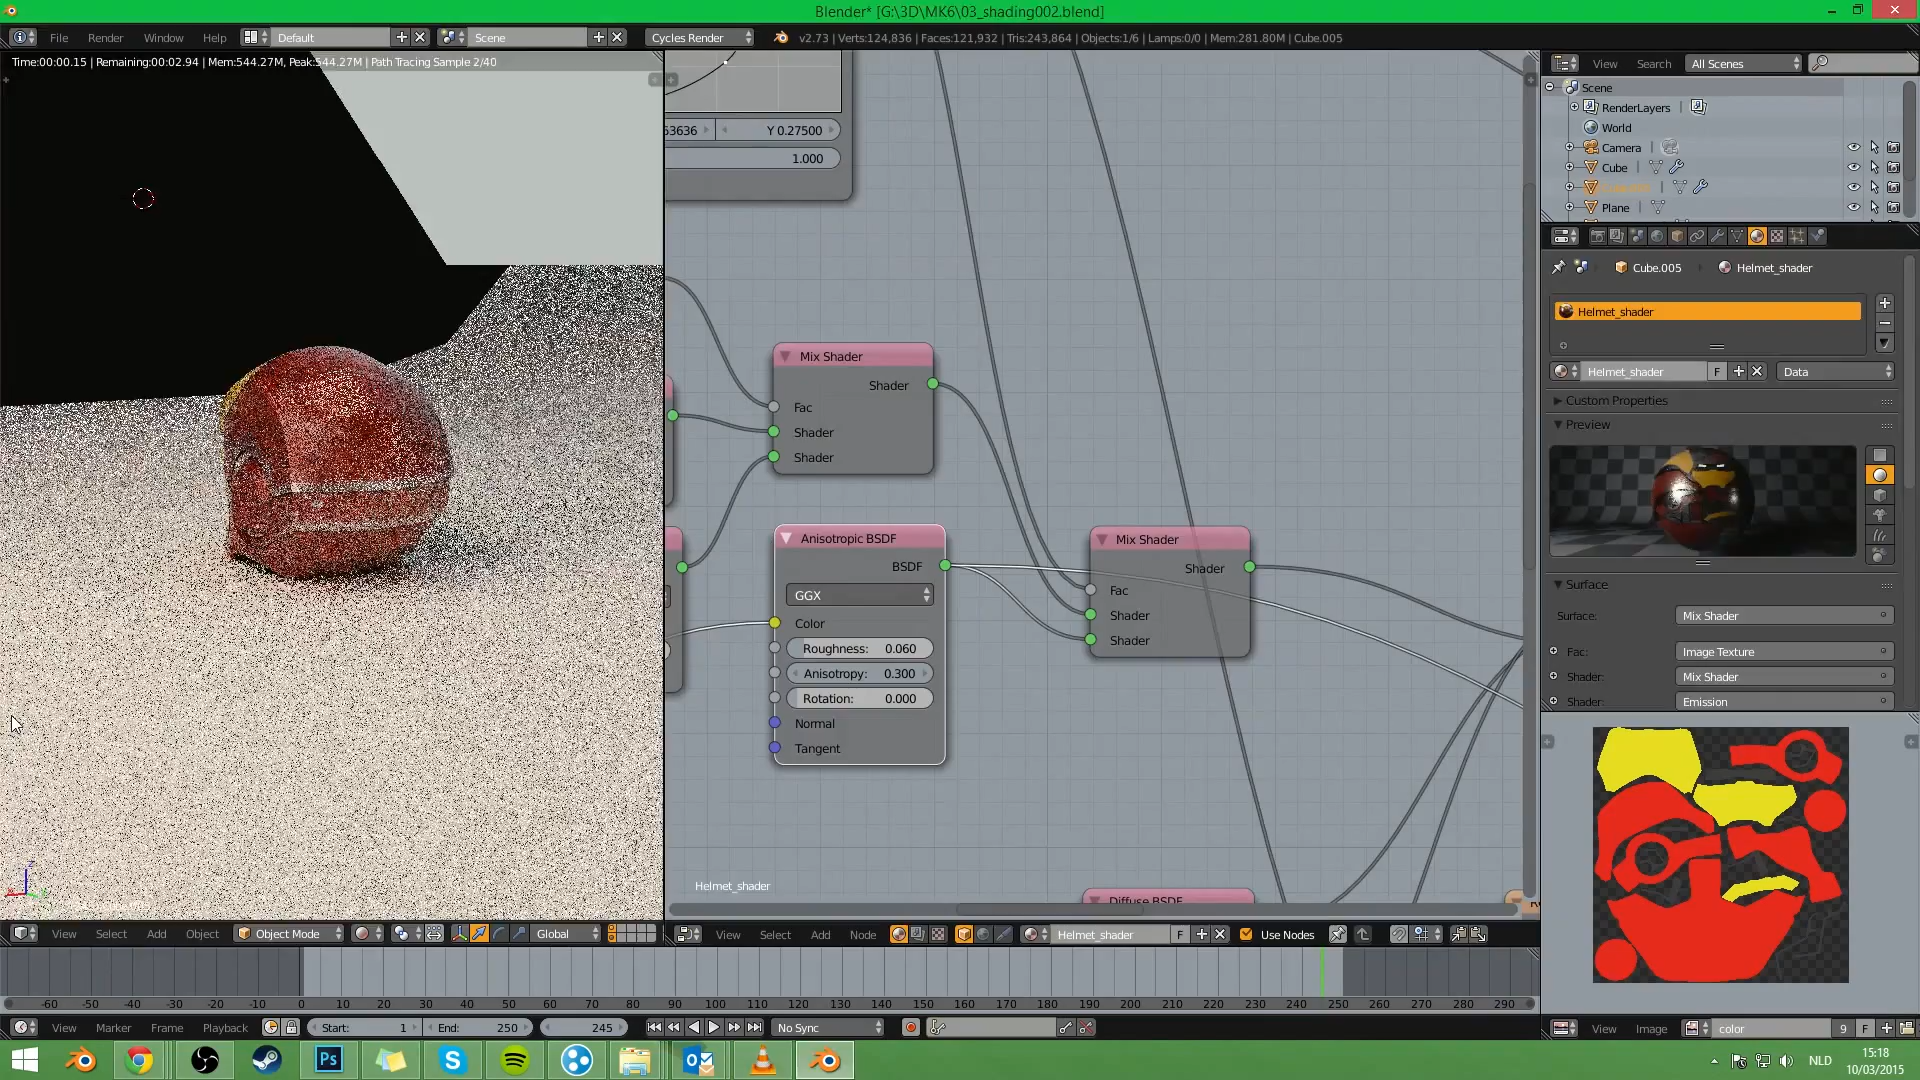 Blender* [G:\3D\MK6\03_shading002.blend]
File Render Window Help Default Scene Cycles Render v2.73 | Verts:124,836 | Faces:121,932 | Tris:243,864 | Objects:1/6 | Lamps:0/0 | Mem:281.80M | Cube.005
Time:00:00.15 | Remaining:00:02.94 | Mem:544.27M, Peak:544.27M | Path Tracing Sample 2/40
View Search All Scenes
Scene
RenderLayers
World
Camera
Cube
Plane
63636 Y 0.27500
1.000
Cube.005 Helmet_shader
Helmet_shader
Helmet_shader F Data
Custom Properties
Preview
Surface
Surface: Mix Shader
Fac: Image Texture
Shader: Mix Shader
Shader: Emission
Mix Shader
Shader
Fac
Shader
Shader
Anisotropic BSDF
BSDF
GGX
Color
Roughness: 0.060
Anisotropy: 0.300
Rotation: 0.000
Normal
Tangent
Mix Shader
Shader
Fac
Shader
Shader
Helmet_shader
Diffuse BSDF
View Select Add Object Object Mode Global
View Select Add Node Helmet_shader F Use Nodes
-60 -50 -40 -30 -20 -10 0 10 20 30 40 50 60 70 80 90 100 110 120 130 140 150 160 170 180 190 200 210 220 230 240 250 260 270 280 290
View Marker Frame Playback Start: 1 End: 250 245 No Sync
View Image color 9 F
Ps
NLD
15:18
10/03/2015